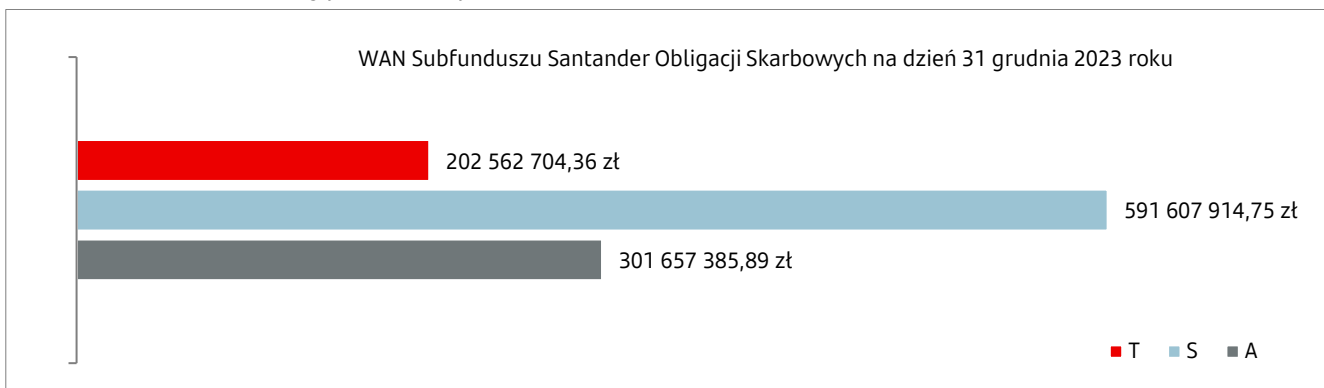 WAN Subfunduszu Santander Obligacji Skarbowych na dzień 31 grudnia 2023 roku
202 562 704,36 zł
591 607 914,75 zł
301 657 385,89 zł
T S A